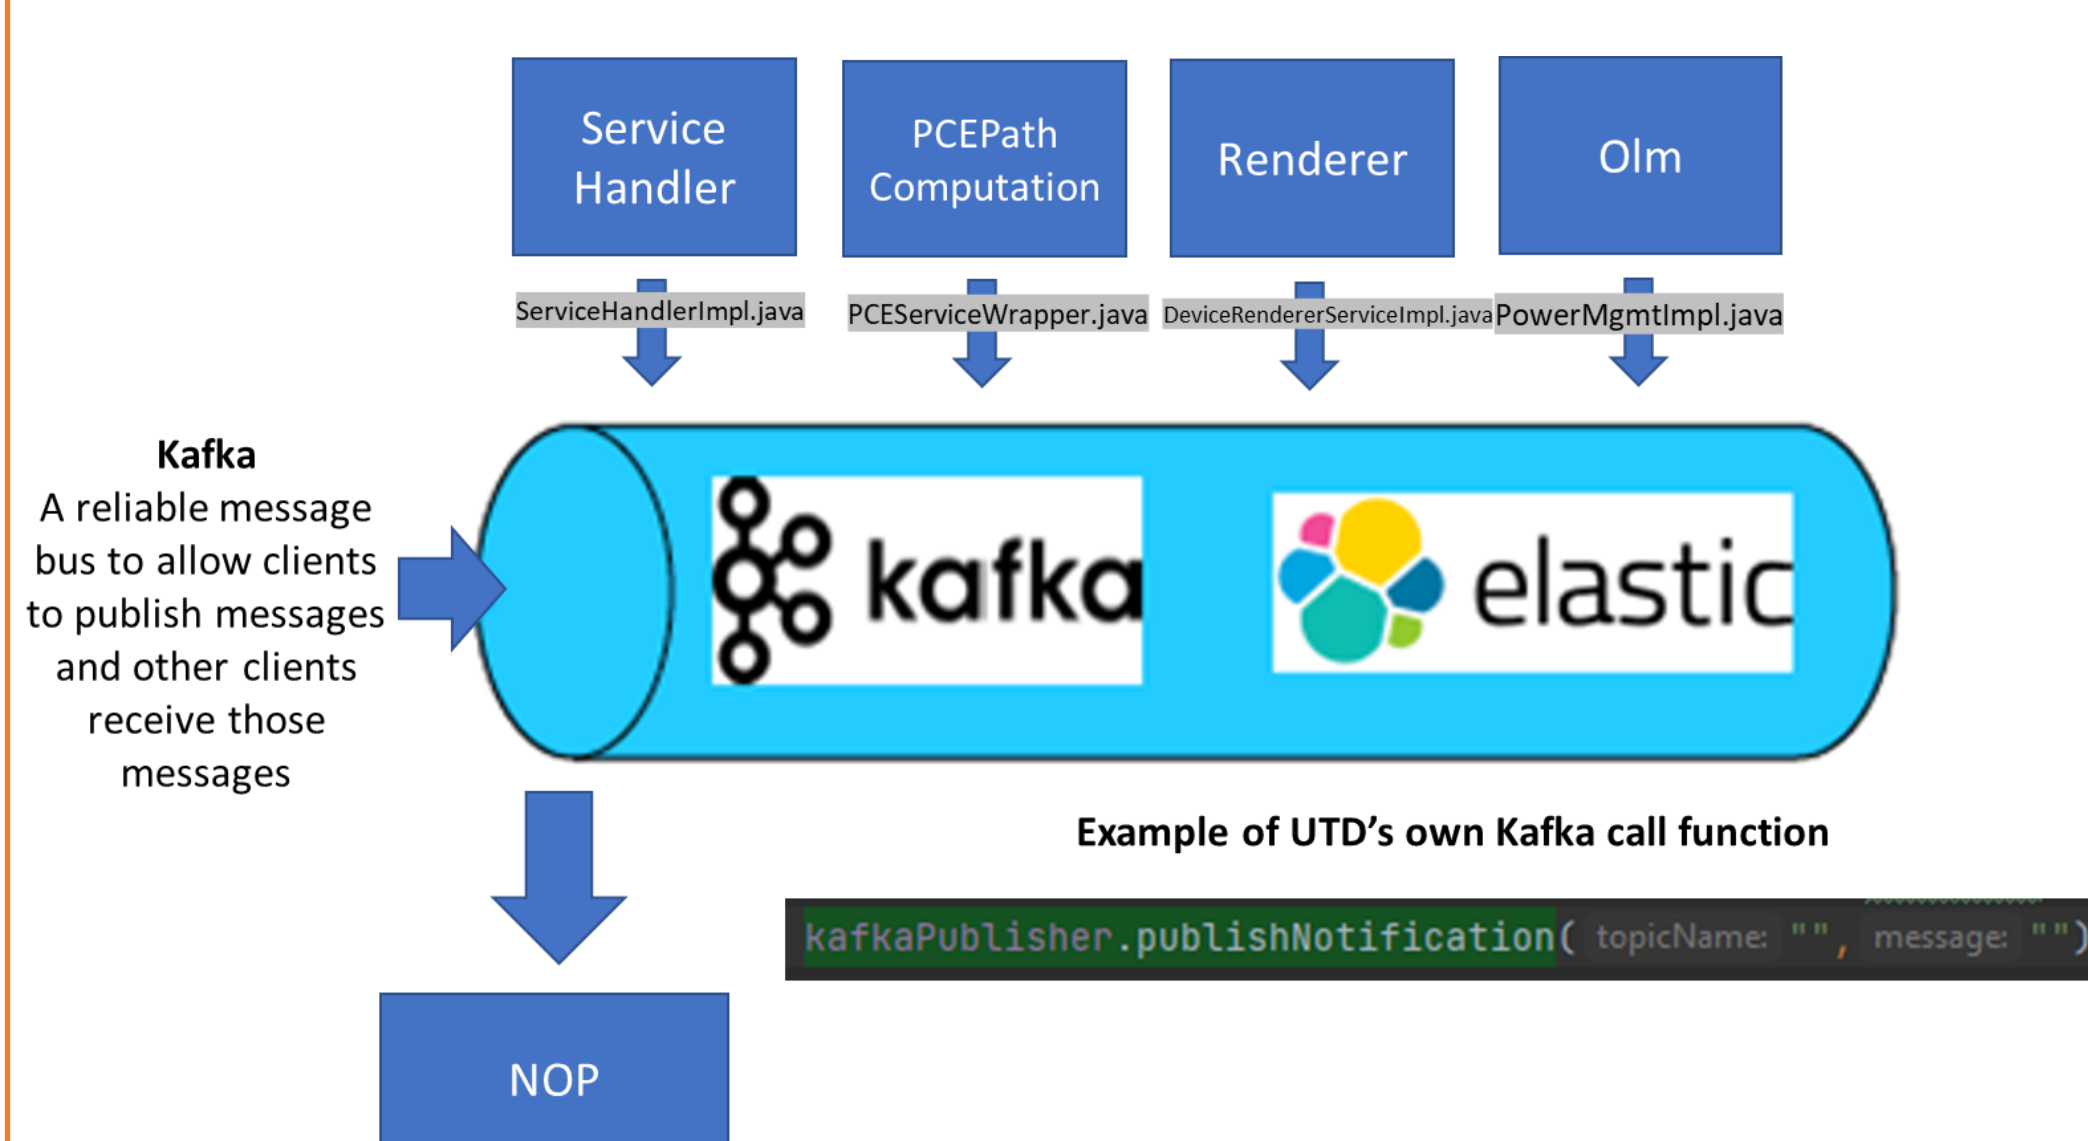 Service
Handler
PCEPath
Computation
Renderer
Olm
ServiceHandlerImpl.java
PCEServiceWrapper.java
DeviceRendererServiceImpl.java
PowerMgmtImpl.java
Kafka
A reliable message
bus to allow clients
to publish messages
and other clients
receive those
messages
kafka
elastic
Example of UTD’s own Kafka call function
kafkaPublisher.publishNotification( topicName: "", message: "")
NOP